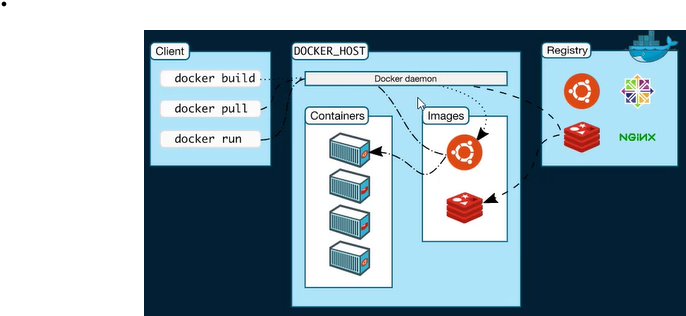 Client
docker build
docker pull
docker run
DOCKER_HOST
Docker daemon
Containers
Images
Registry
NGINX